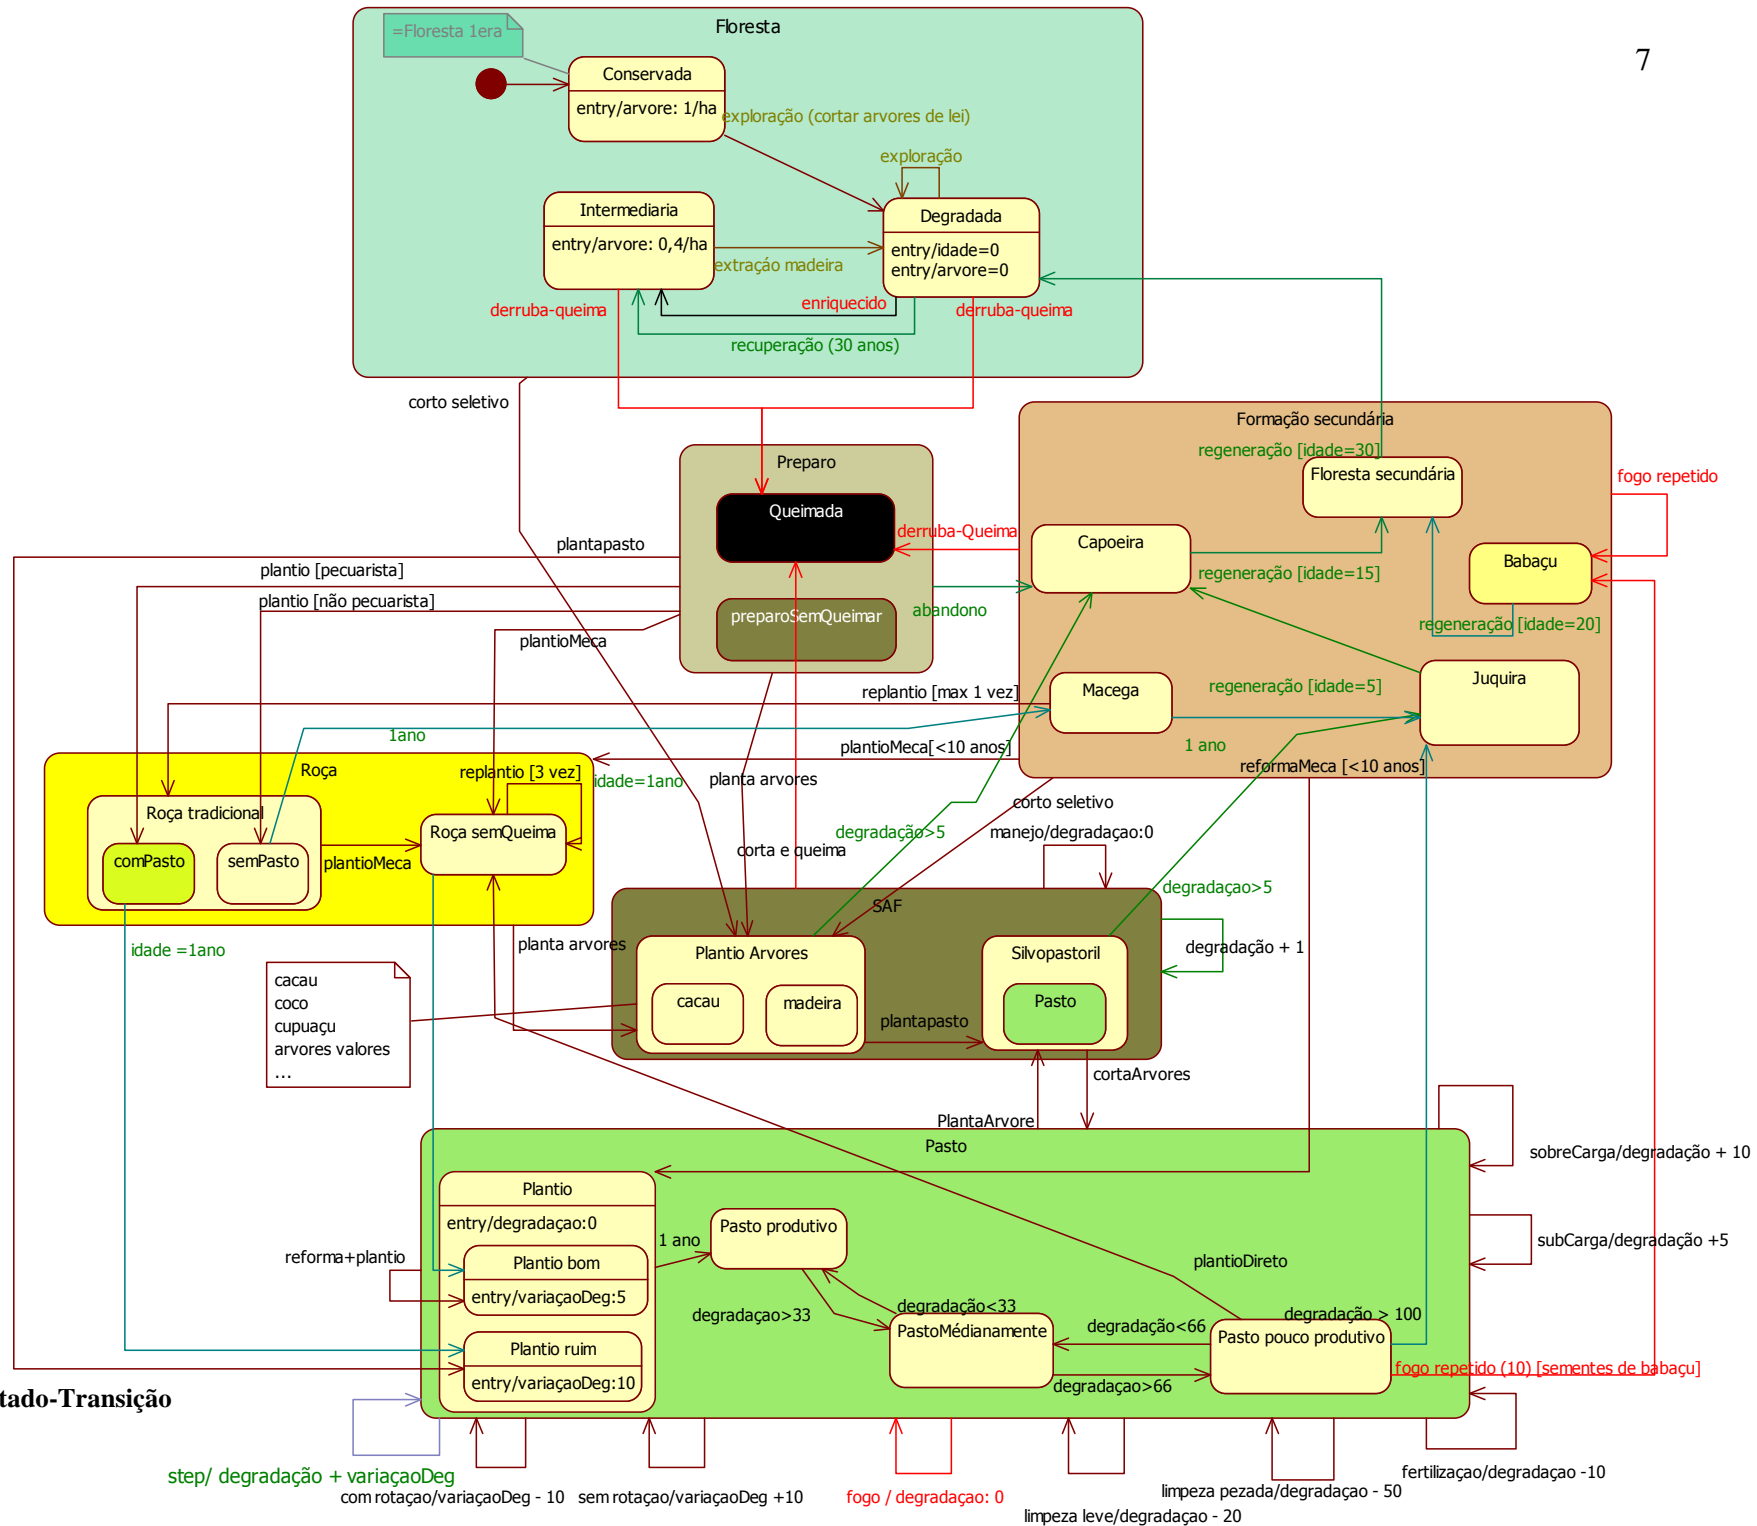 7
Floresta
=Floresta 1era
Conservada
entry/arvore: 1/ha
exploração (cortar arvores de lei)
exploração
Intermediaria
entry/arvore: 0,4/ha
Degradada
entry/idade=0
entry/arvore=0
extraçáo madeira
derruba-queima
enriquecido
derruba-queima
recuperação (30 anos)
corto seletivo
Formação secundária
regeneração [idade=30]
Floresta secundária
fogo repetido
Preparo
Queimada
derruba-Queima
Capoeira
Babaçu
plantapasto
plantio [pecuarista]
regeneração [idade=15]
plantio [não pecuarista]
preparoSemQueimar
abandono
regeneração [idade=20]
plantioMeca
replantio [max 1 vez]
Macega
regeneração [idade=5]
Juquira
1ano
plantioMeca[<10 anos]
1 ano
reformaMeca [<10 anos]
Roça
replantio [3 vez]
idade=1ano
planta arvores
corto seletivo
Roça tradicional
Roça semQueima
degradação>5
manejo/degradaçao:0
comPasto
semPasto
plantioMeca
corta e queima
degradaçao>5
SAF
idade =1ano
planta arvores
Plantio Arvores
Silvopastoril
degradação + 1
cacau
madeira
Pasto
cacau
coco
cupuaçu
arvores valores
...
plantapasto
cortaArvores
PlantaArvore
Pasto
sobreCarga/degradação + 10
Plantio
entry/degradaçao:0
Pasto produtivo
1 ano
subCarga/degradação +5
reforma+plantio
Plantio bom
entry/variaçaoDeg:5
plantioDireto
degradaçao>33
degradação<33
degradação > 100
PastoMédianamente
degradação<66
Pasto pouco produtivo
Plantio ruim
entry/variaçaoDeg:10
degradaçao>66
fogo repetido (10) [sementes de babaçu]
tado-Transição
step/ degradação + variaçaoDeg
com rotaçao/variaçaoDeg - 10
sem rotaçao/variaçaoDeg +10
fogo / degradaçao: 0
limpeza leve/degradaçao - 20
limpeza pezada/degradaçao - 50
fertilizaçao/degradaçao -10